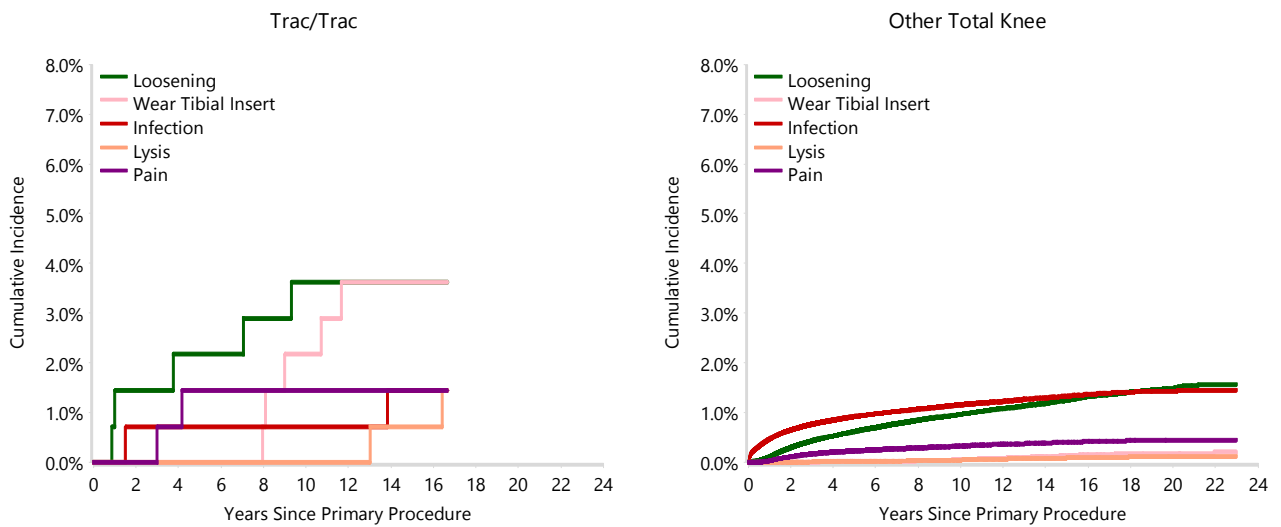 Trac/Trac
8.0%
7.0%
6.0%
5.0%
4.0%
3.0%
2.0%
1.0%
0.0%
Cumulative Incidence
Loosening
Wear Tibial Insert
Infection
Lysis
Pain
0 2 4 6 8 10 12 14 16 18 20 22 24
Years Since Primary Procedure
Other Total Knee
8.0%
7.0%
6.0%
5.0%
4.0%
3.0%
2.0%
1.0%
0.0%
Cumulative Incidence
Loosening
Wear Tibial Insert
Infection
Lysis
Pain
0 2 4 6 8 10 12 14 16 18 20 22 24
Years Since Primary Procedure